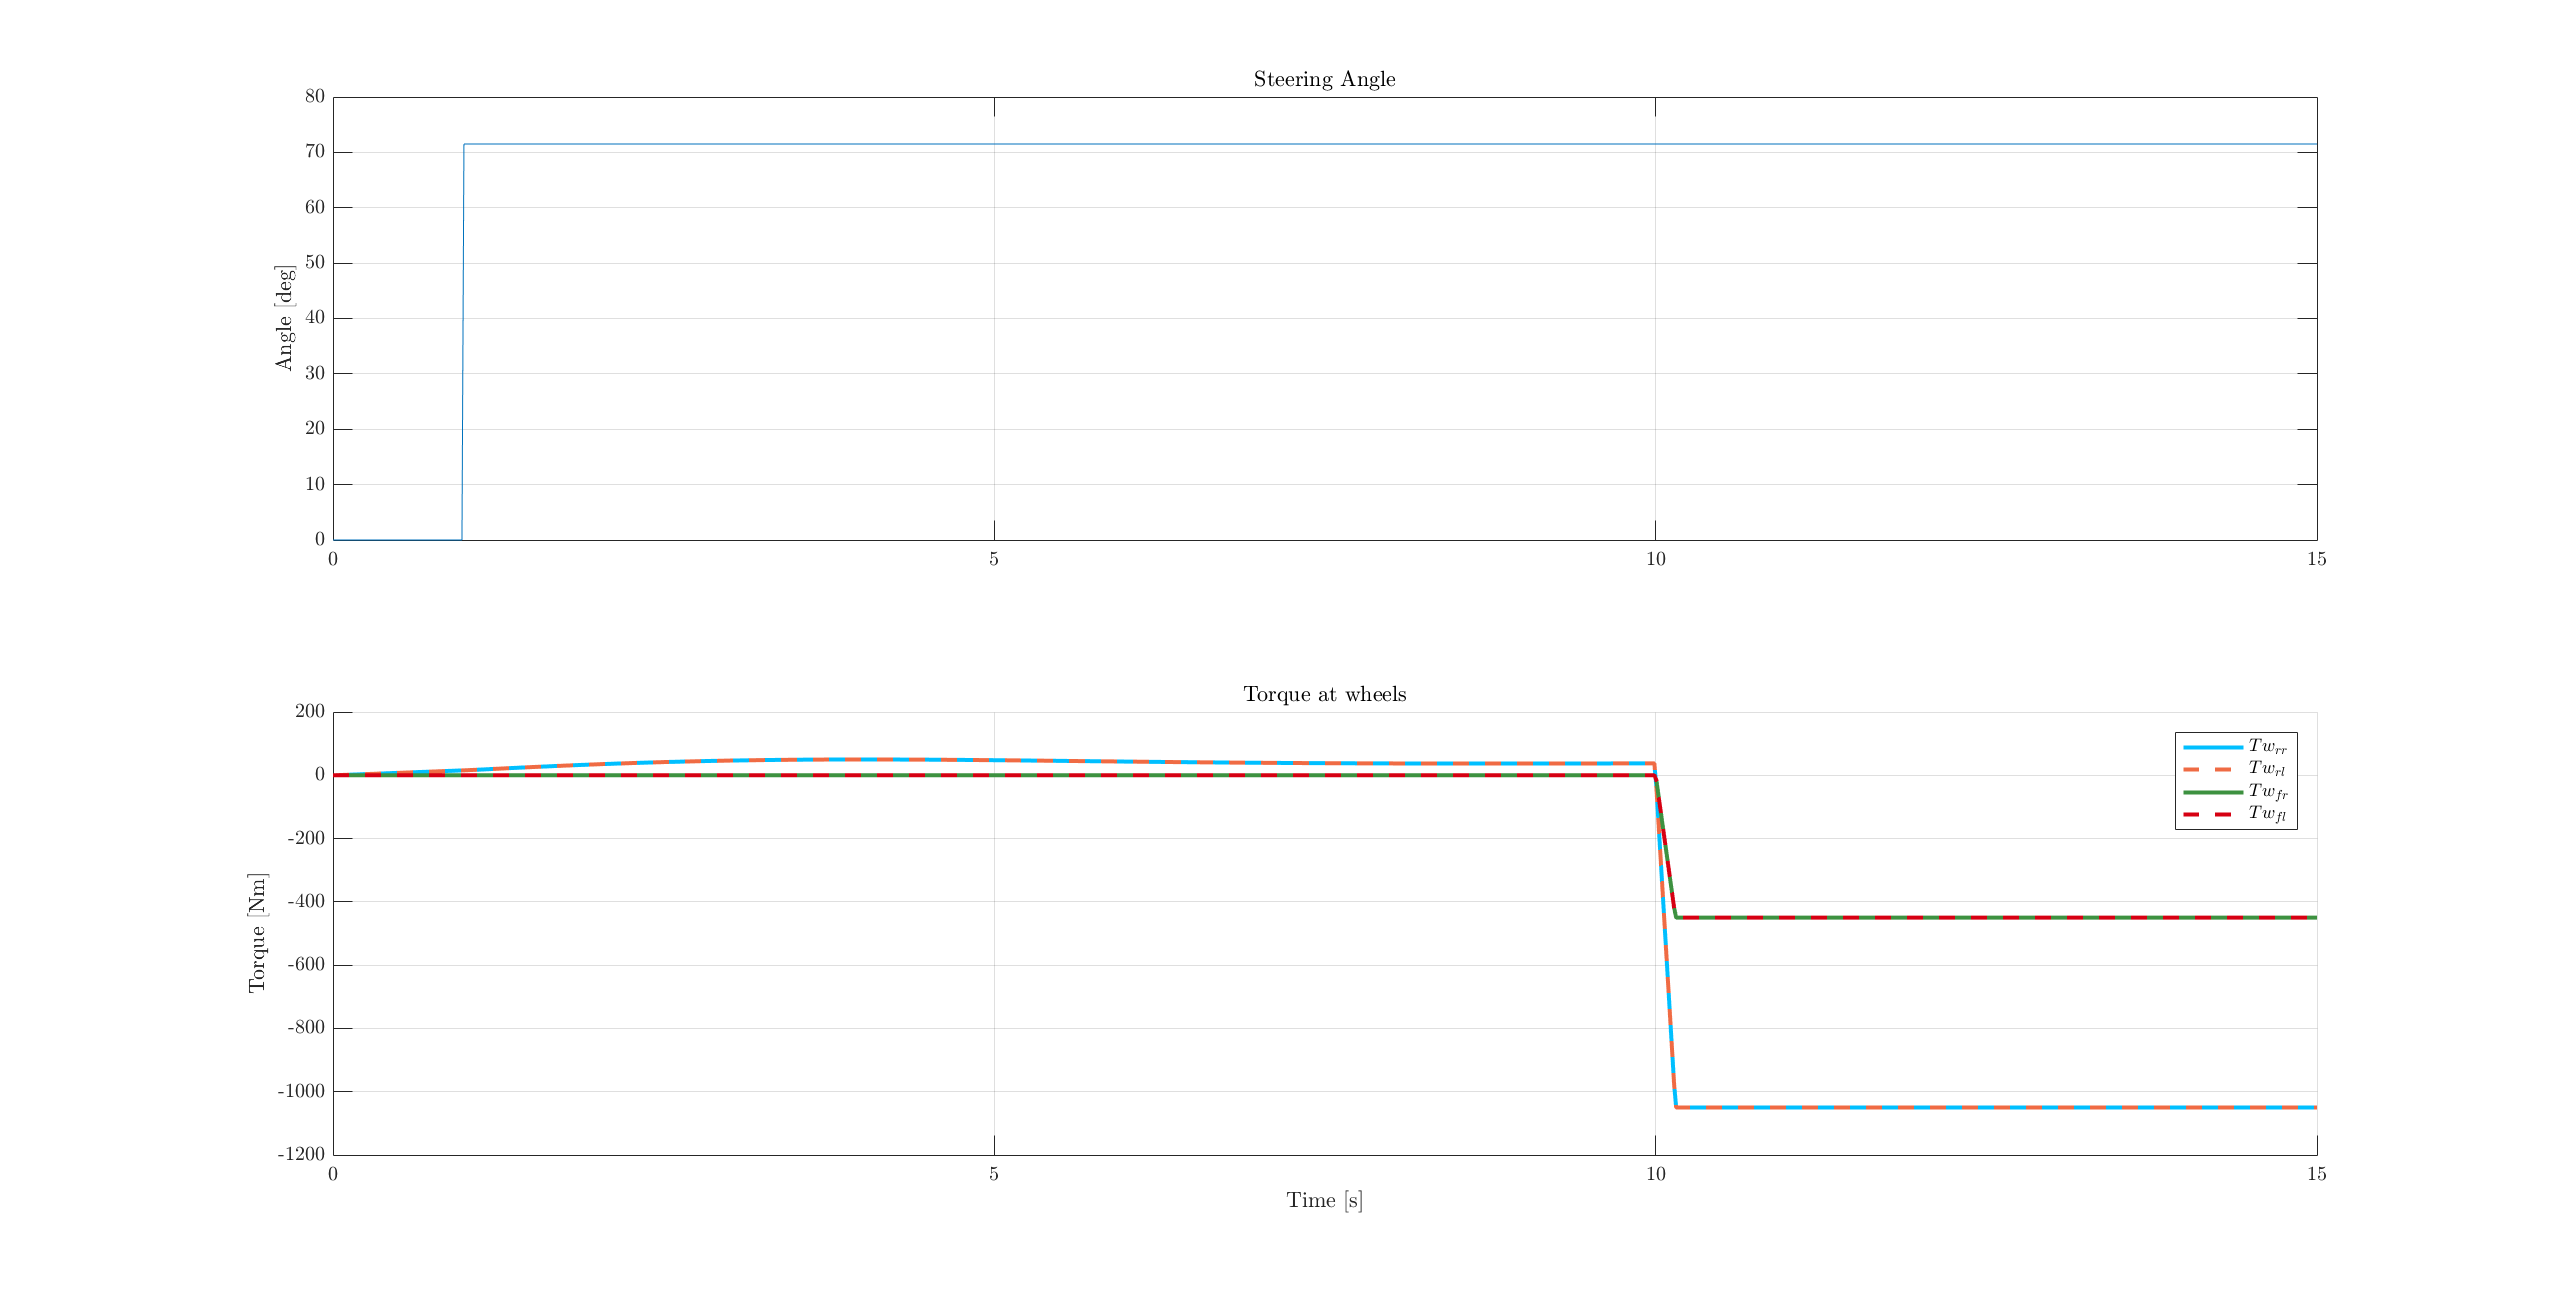 Steering Angle
80
70
60
50
40
30
20
10
0
Angle [deg]
0 5 10 15
Torque at wheels
200
0
-200
-400
-600
-800
-1000
-1200
Torque [Nm]
Tw_rr
Tw_rl
Tw_fr
Tw_fl
0 5 10 15
Time [s]